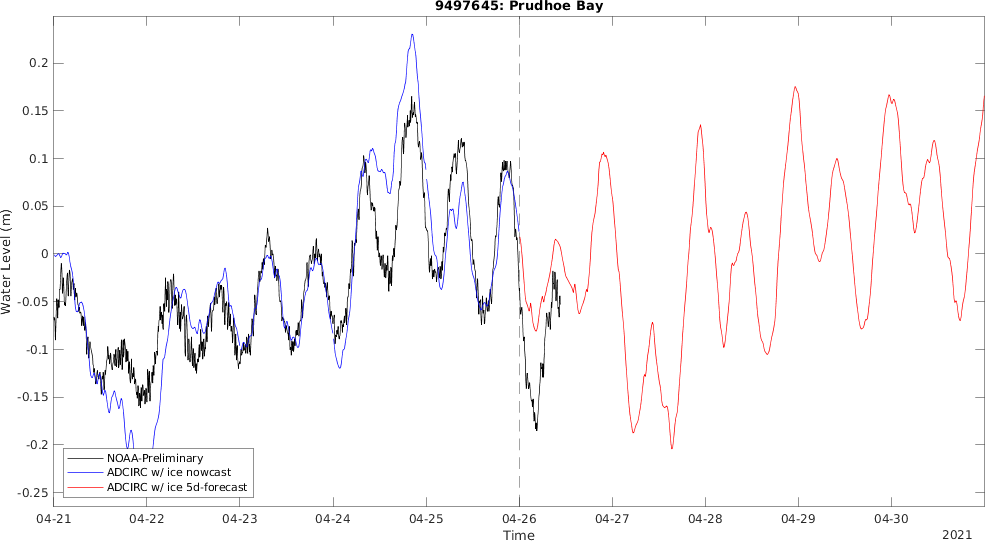 9497645: Prudhoe Bay
Water Level (m)
0.2
0.15
0.1
0.05
0
-0.05
-0.1
-0.15
-0.2
-0.25
NOAA-Preliminary
ADCIRC w/ ice nowcast
ADCIRC w/ ice 5d-forecast
04-21 04-22 04-23 04-24 04-25 04-26 04-27 04-28 04-29 04-30
Time
2021